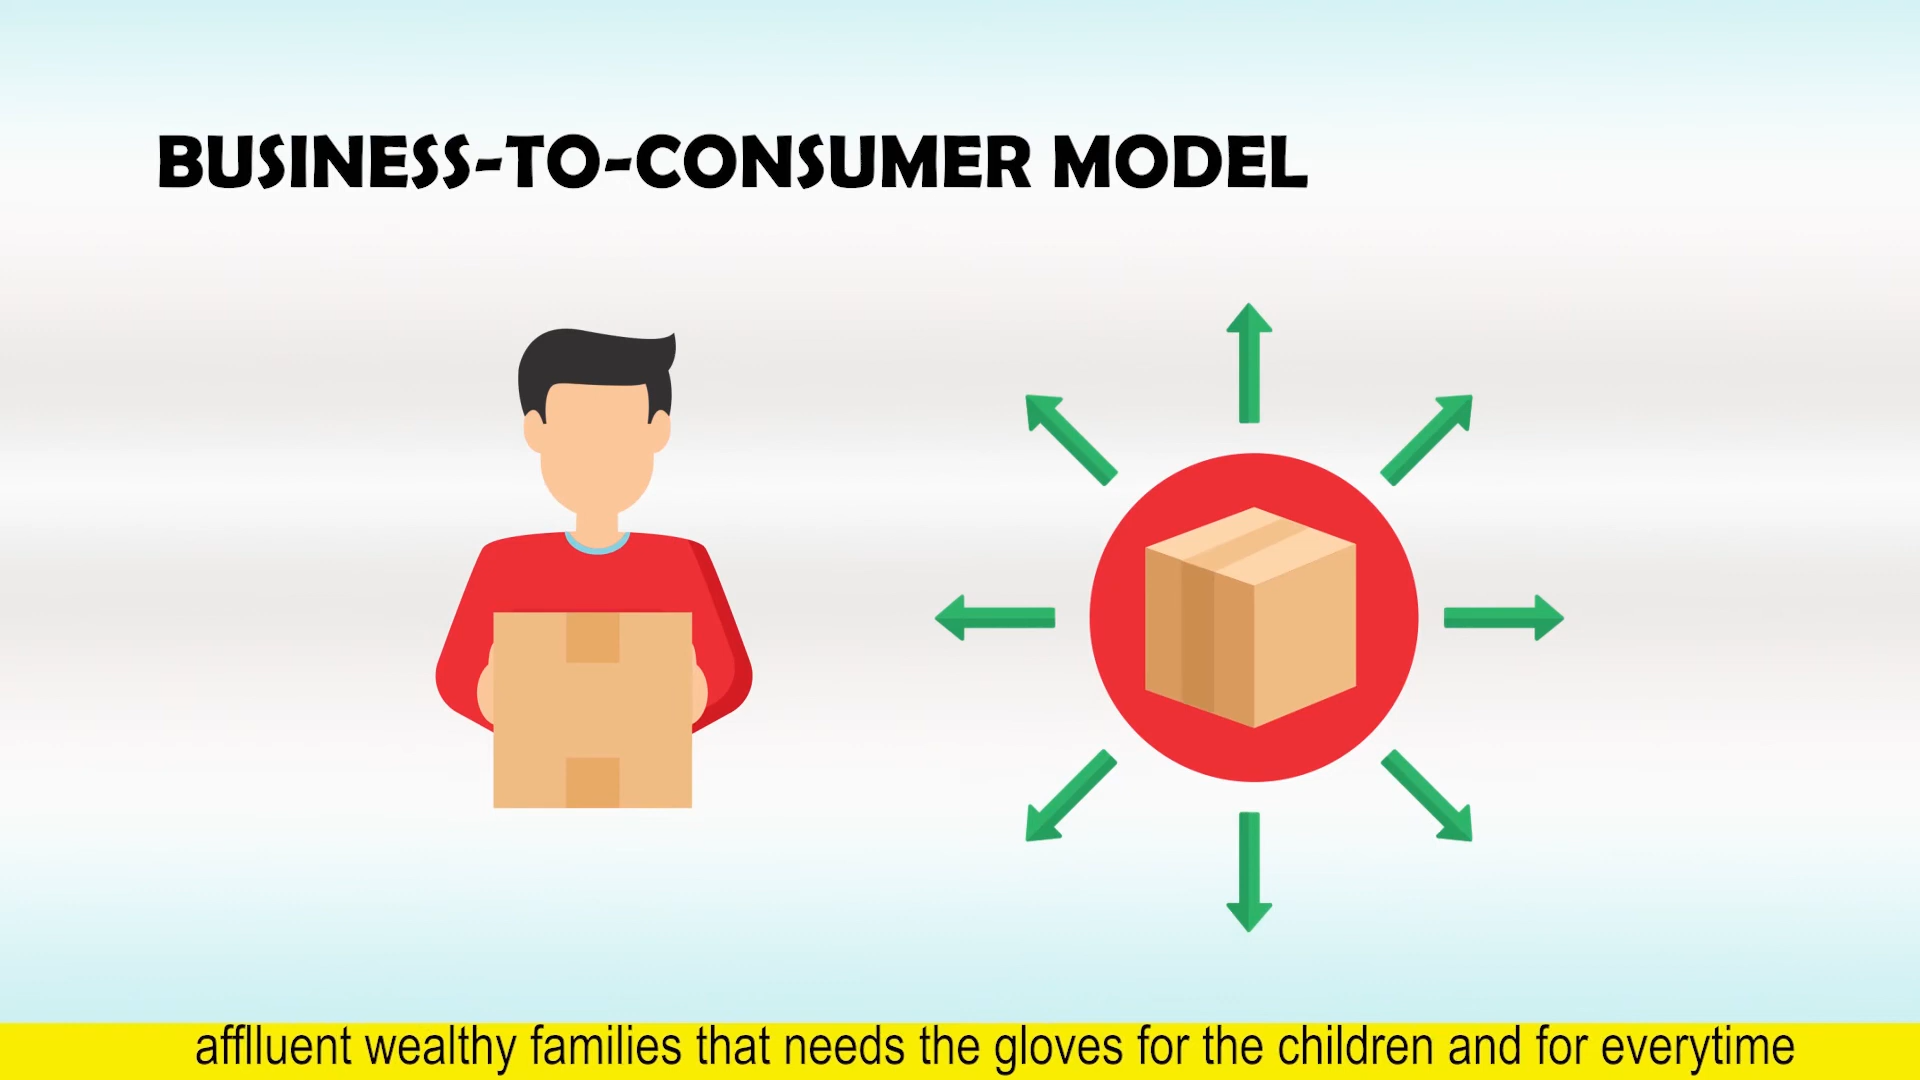 BUSINESS-TO-CONSUMER MODEL
afflluent wealthy families that needs the gloves for the children and for everytime